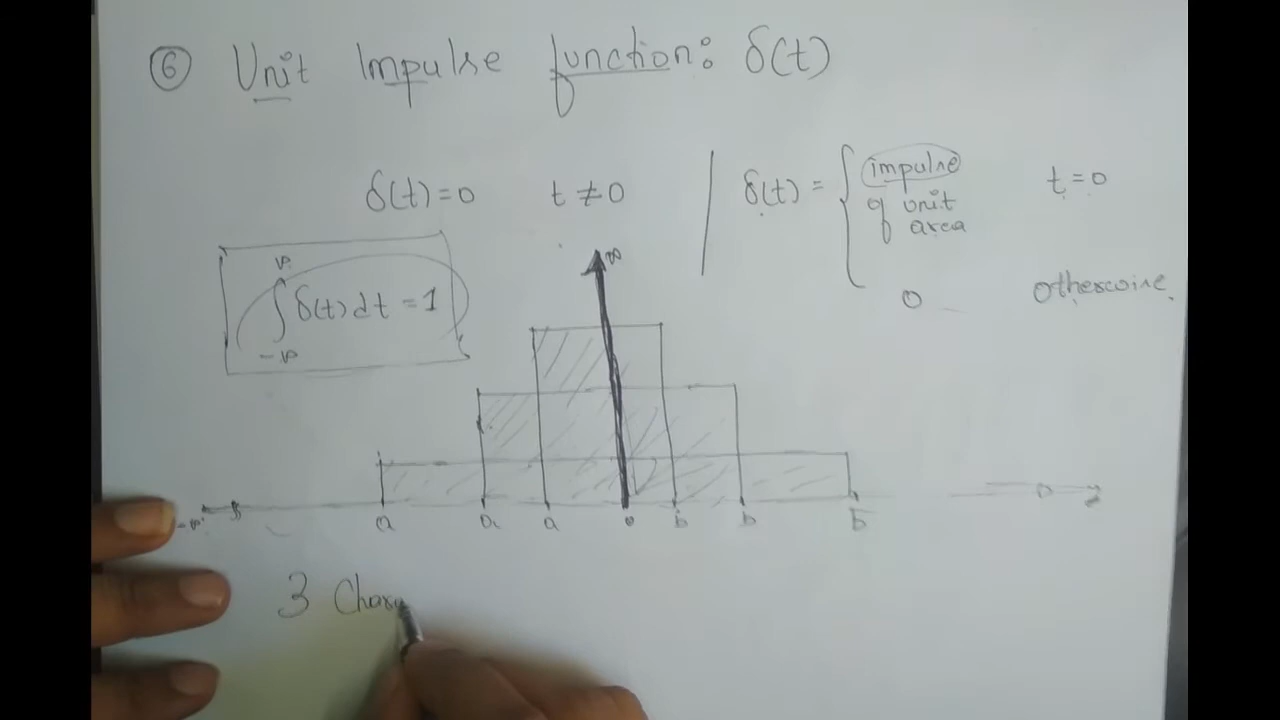 ⑥ Unit Impulse function: δ(t)
δ(t) = 0 t ≠ 0
∞
∫ δ(t) dt = 1
-∞
δ(t) = { impulse t = 0
of unit
area
0 otherwise
∞
a a a 0 b b b
-∞
3 Char